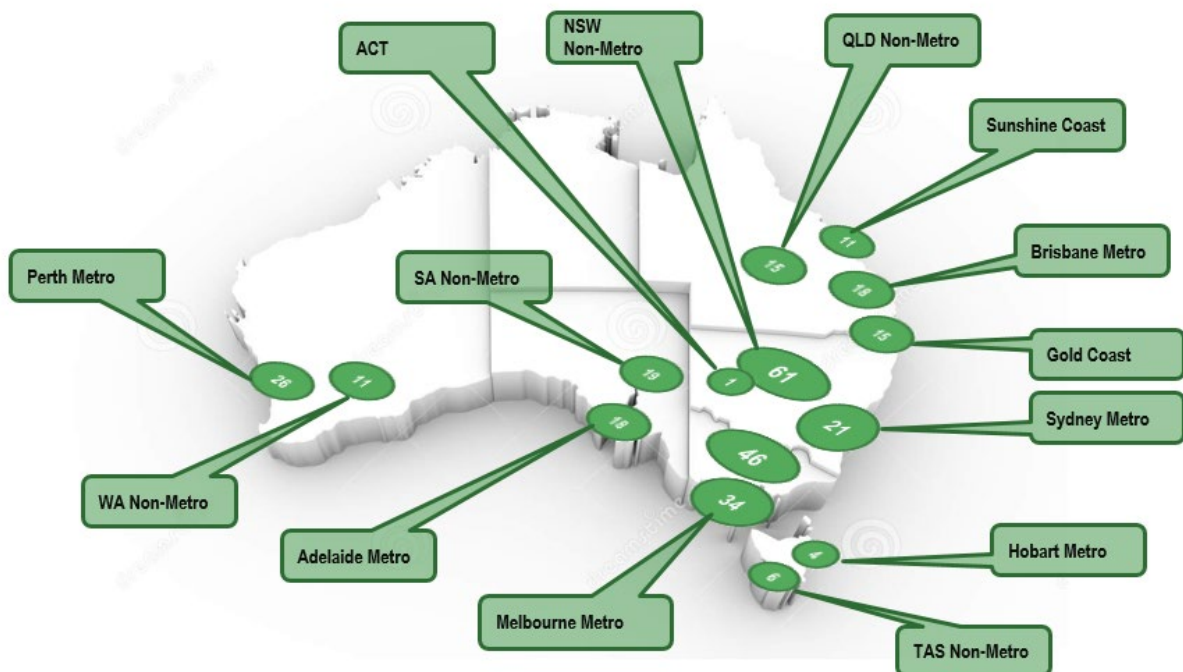 ACT
NSW
Non-Metro
QLD Non-Metro
Sunshine Coast
11
Brisbane Metro
15
18
Perth Metro
SA Non-Metro
15
Gold Coast
26
11
19
1
61
18
21
Sydney Metro
46
WA Non-Metro
34
Adelaide Metro
4
Hobart Metro
6
Melbourne Metro
TAS Non-Metro